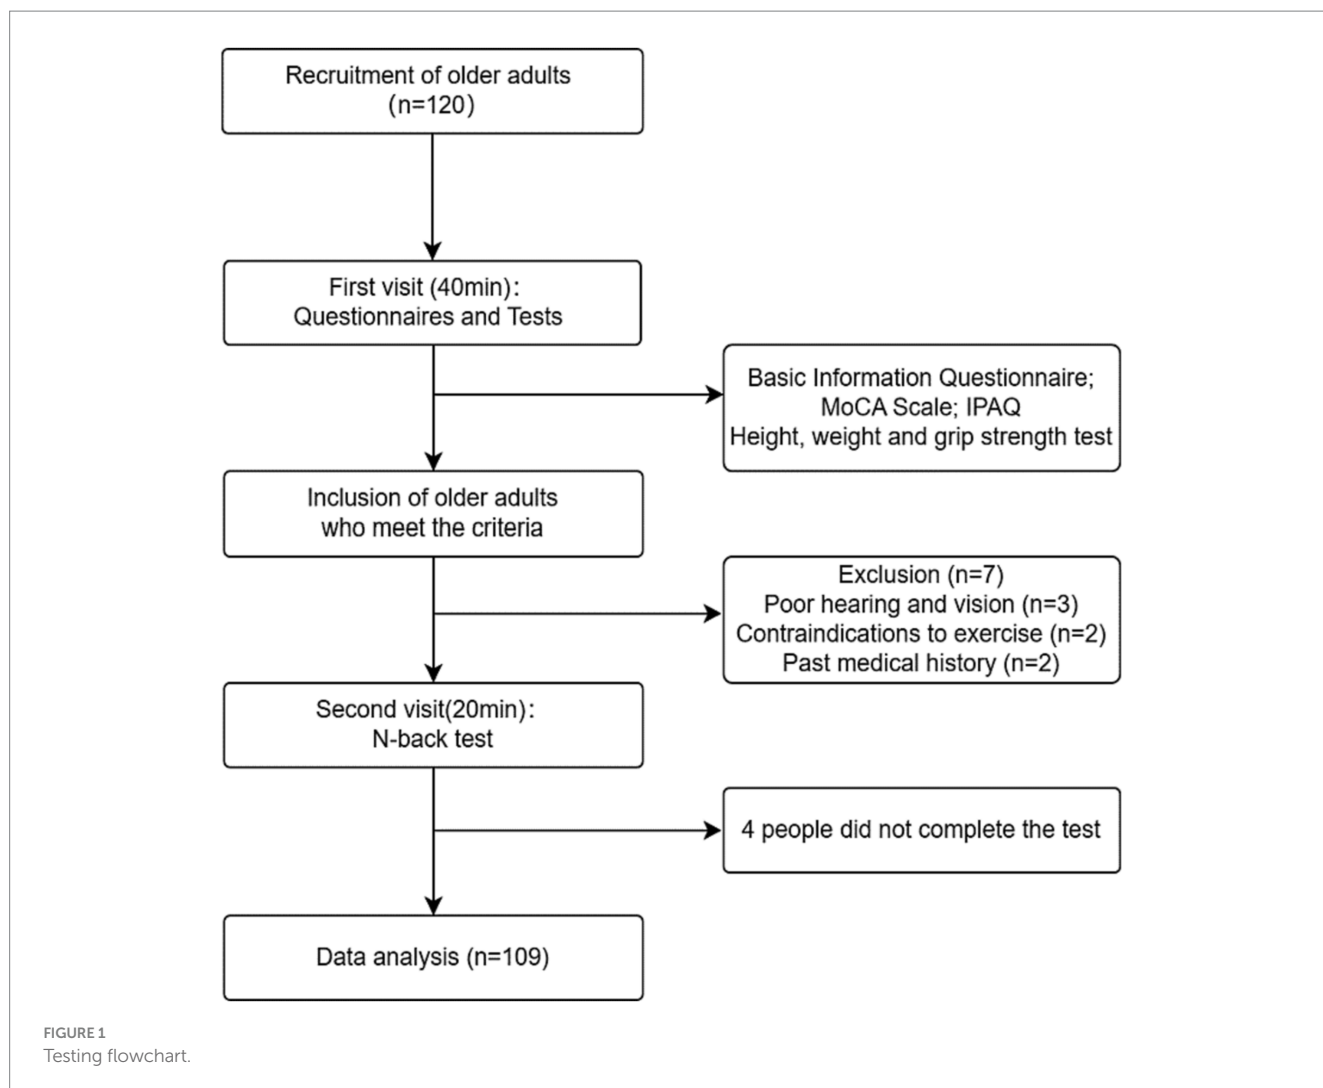 Recruitment of older adults
(n=120)
First visit (40min):
Questionnaires and Tests
Basic Information Questionnaire;
MoCA Scale; IPAQ
Height, weight and grip strength test
Inclusion of older adults
who meet the criteria
Exclusion (n=7)
Poor hearing and vision (n=3)
Contraindications to exercise (n=2)
Past medical history (n=2)
Second visit(20min):
N-back test
4 people did not complete the test
Data analysis (n=109)
FIGURE 1
Testing flowchart.